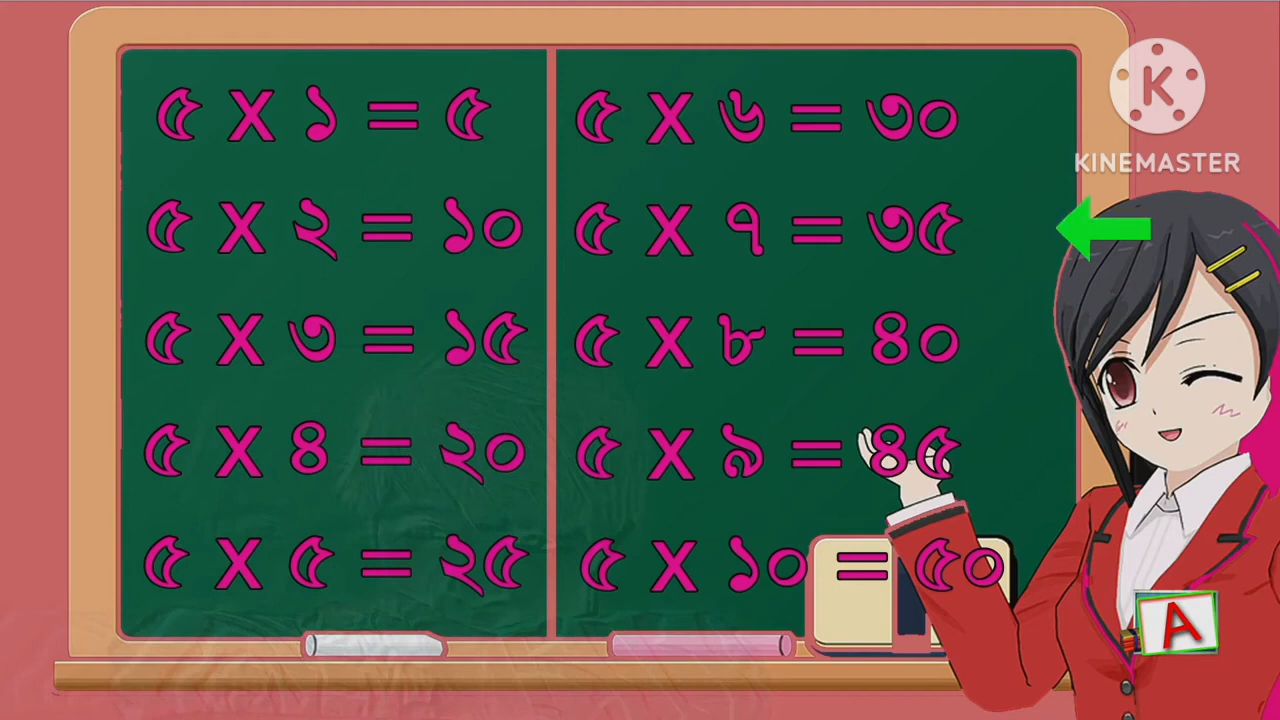 ৫ X ১ = ৫
৫ X ২ = ১০
৫ X ৩ = ১৫
৫ X ৪ = ২০
৫ X ৫ = ২৫
৫ X ৬ = ৩০
৫ X ৭ = ৩৫
৫ X ৮ = ৪০
৫ X ৯ = ৪৫
৫ X ১০ = ৫০
K
KINEMASTER
A